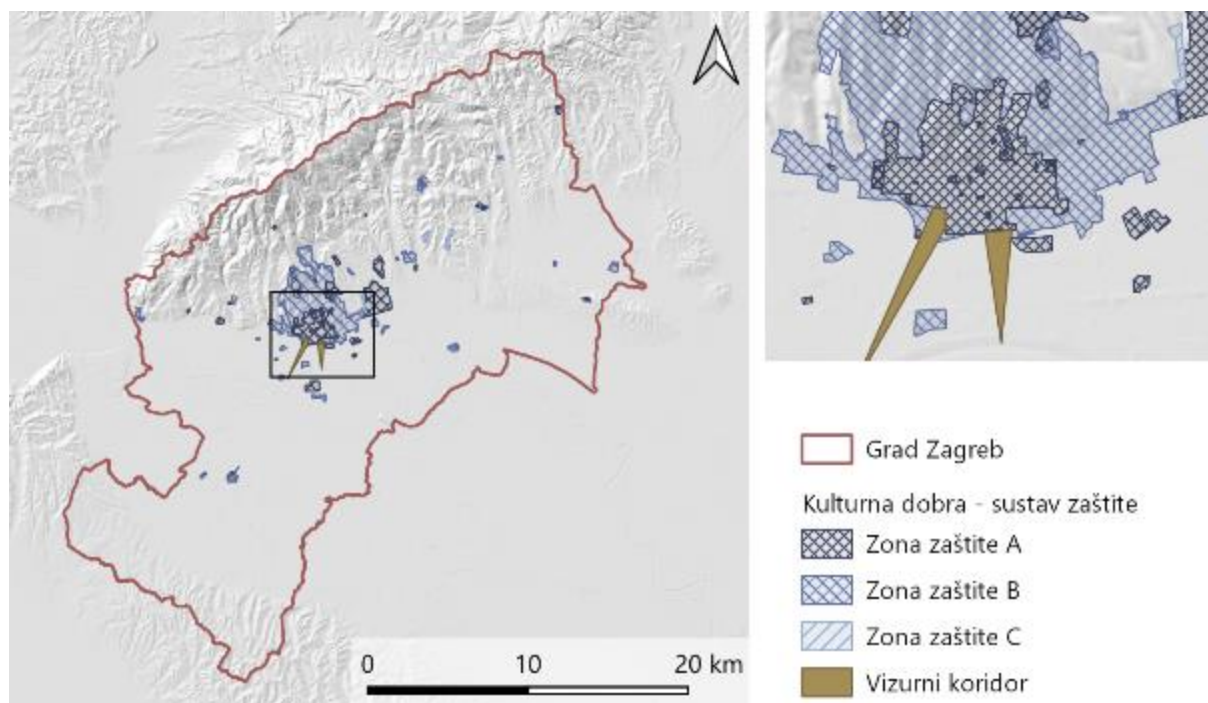 Grad Zagreb
Kulturna dobra - sustav zaštite
Zona zaštite A
Zona zaštite B
Zona zaštite C
Vizurni koridor
0 10 20 km